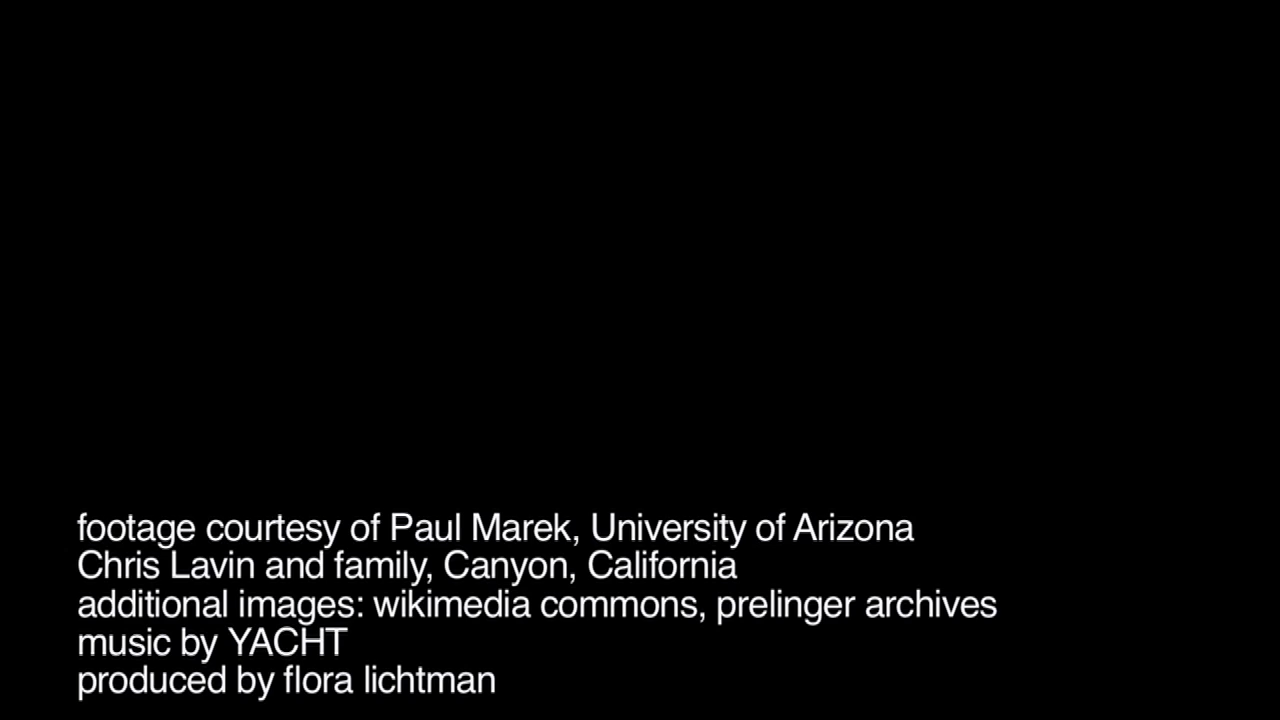 footage courtesy of Paul Marek, University of Arizona
Chris Lavin and family, Canyon, California
additional images: wikimedia commons, prelinger archives
music by YACHT
produced by flora lichtman